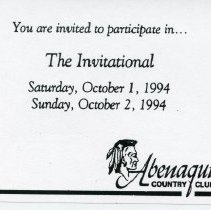 You are invited to participate in...
The Invitational
Saturday, October 1, 1994
Sunday, October 2, 1994
Abenaqui
COUNTRY CLUB